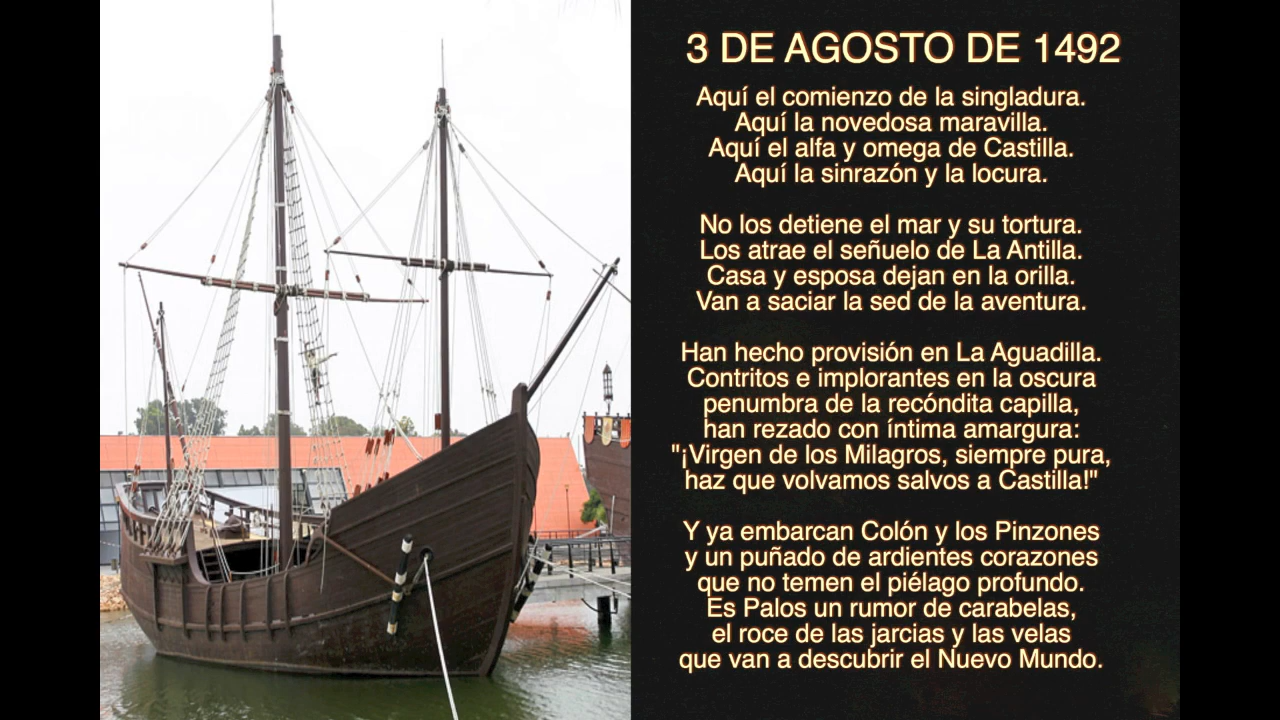 3 DE AGOSTO DE 1492
Aquí el comienzo de la singladura.
Aquí la novedosa maravilla.
Aquí el alfa y omega de Castilla.
Aquí la sinrazón y la locura.
No los detiene el mar y su tortura.
Los atrae el señuelo de La Antilla.
Casa y esposa dejan en la orilla.
Van a saciar la sed de la aventura.
Han hecho provisión en La Aguadilla.
Contritos e implorantes en la oscura
penumbra de la recóndita capilla,
han rezado con íntima amargura:
"¡Virgen de los Milagros, siempre pura,
haz que volvamos salvos a Castilla!"
Y ya embarcan Colón y los Pinzones
y un puñado de ardientes corazones
que no temen el piélago profundo.
Es Palos un rumor de carabelas,
el roce de las jarcias y las velas
que van a descubrir el Nuevo Mundo.